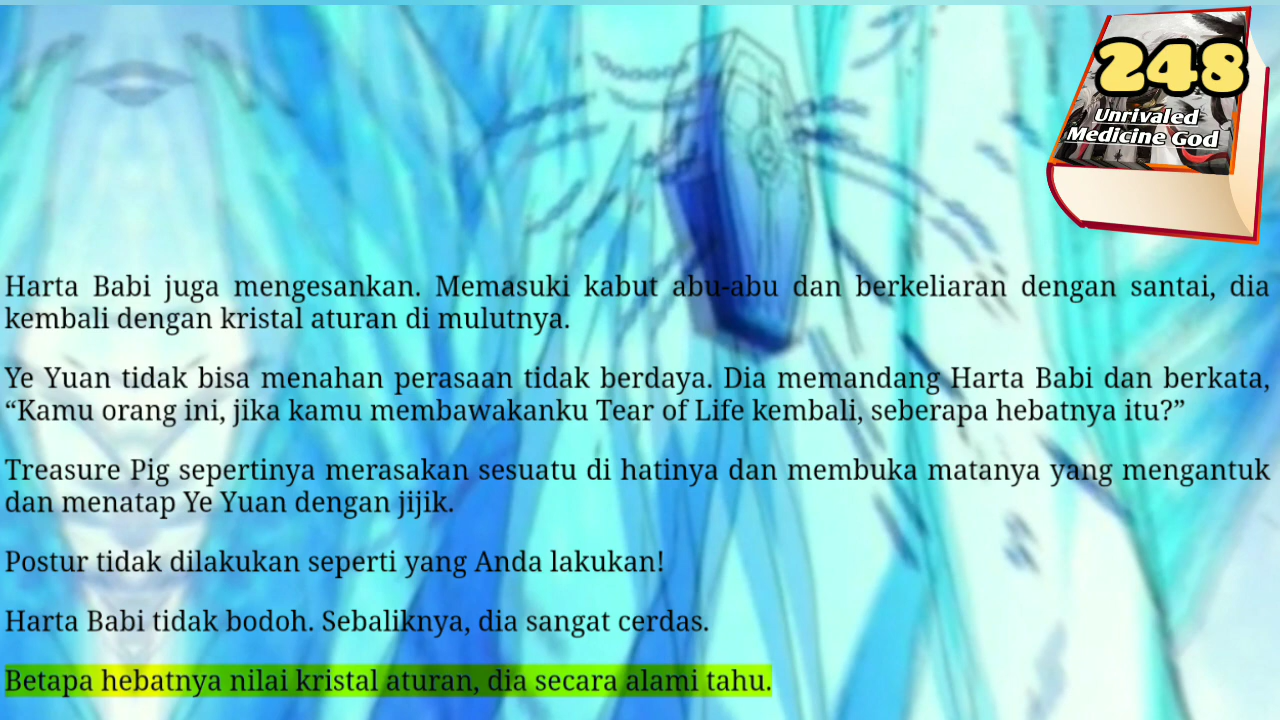 248
Unrivaled
Medicine God
Harta Babi juga mengesankan. Memasuki kabut abu-abu dan berkeliaran dengan santai, dia
kembali dengan kristal aturan di mulutnya.
Ye Yuan tidak bisa menahan perasaan tidak berdaya. Dia memandang Harta Babi dan berkata,
“Kamu orang ini, jika kamu membawakanku Tear of Life kembali, seberapa hebatnya itu?”
Treasure Pig sepertinya merasakan sesuatu di hatinya dan membuka matanya yang mengantuk
dan menatap Ye Yuan dengan jijik.
Postur tidak dilakukan seperti yang Anda lakukan!
Harta Babi tidak bodoh. Sebaliknya, dia sangat cerdas.
Betapa hebatnya nilai kristal aturan, dia secara alami tahu.